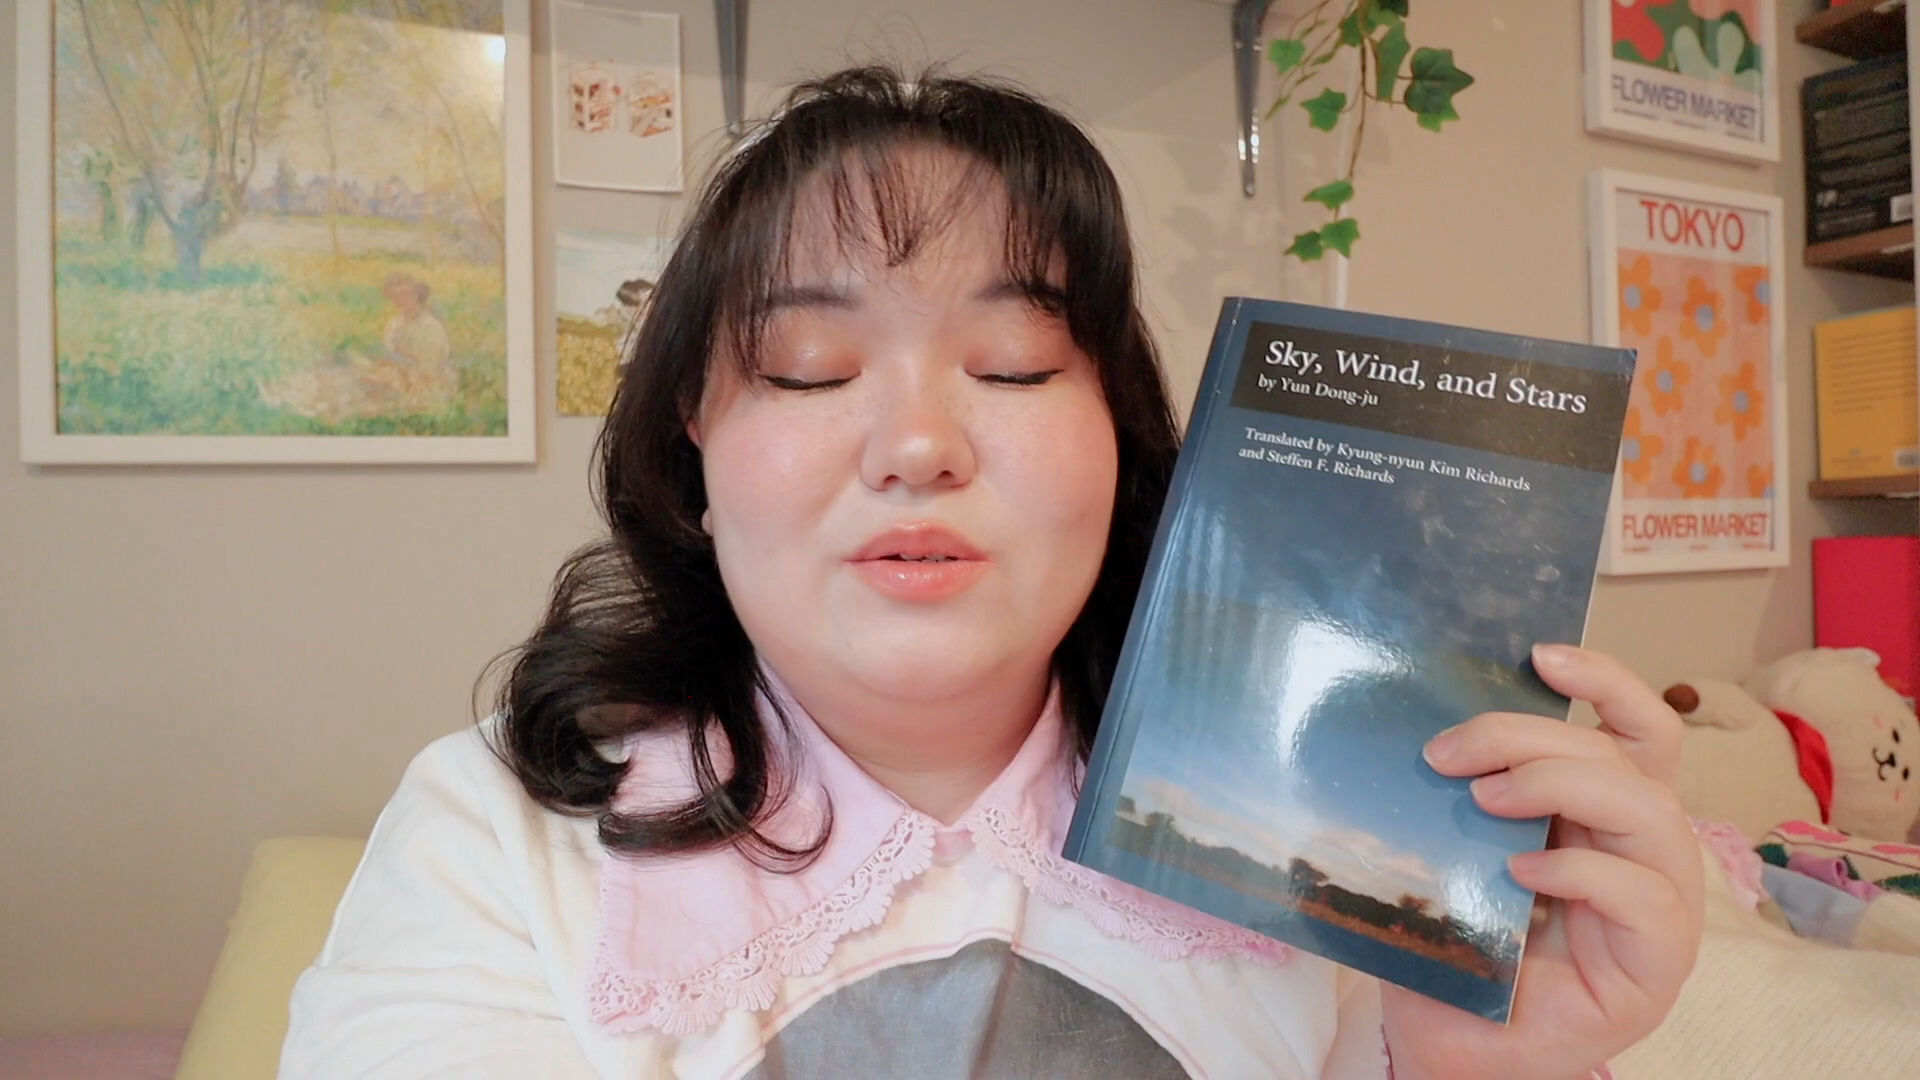 FLOWER MARKET
TOKYO
FLOWER MARKET
Sky, Wind, and Stars
by Yun Dong-ju
Translated by Kyung-nyun Kim Richards
and Steffen F. Richards